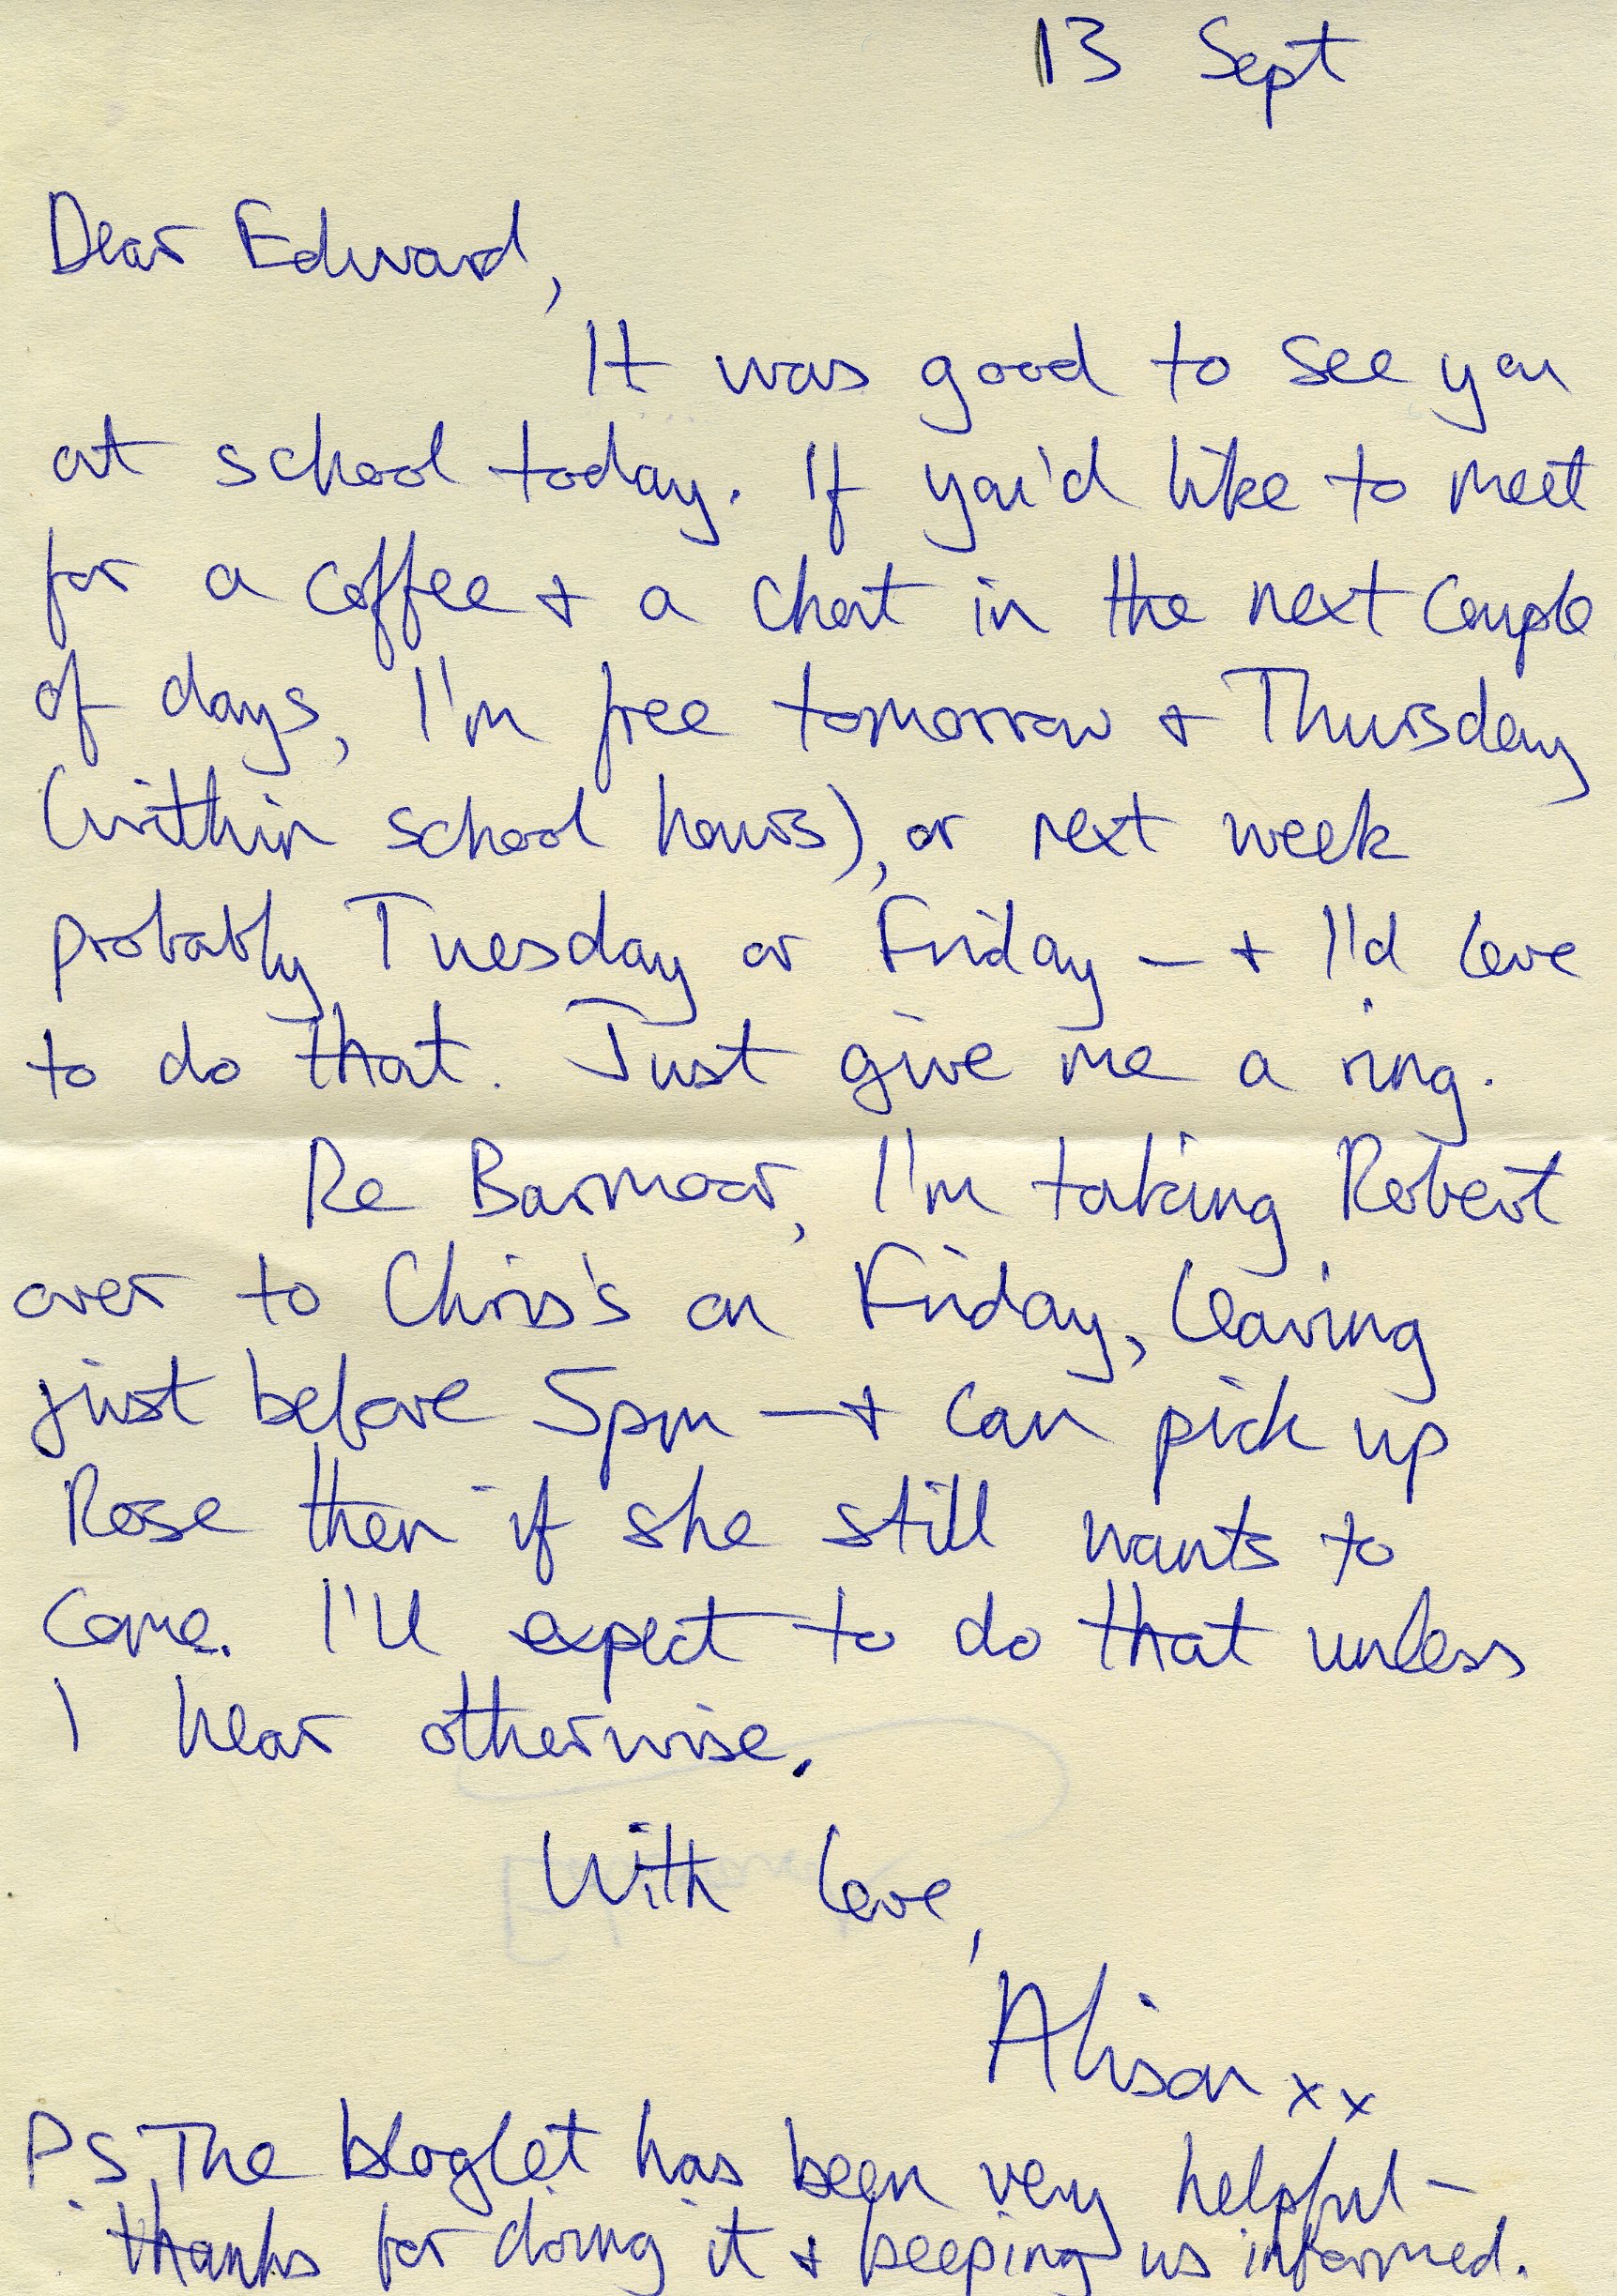 13 Sept
Dear Edward,
It was good to see you
at school today. If you'd like to meet
for a coffee + a chat in the next couple
of days, I'm free tomorrow + Thursday
(within school hours), or next week
probably Tuesday or Friday – + I'd love
to do that. Just give me a ring.
Re Barmoor, I'm taking Robert
over to Chris's on Friday, leaving
just before 5pm – + can pick up
Rose then if she still wants to
come. I'll expect to do that unless
I hear otherwise.
With love,
Alison xx
PS. The bloglet has been very helpful –
thanks for doing it + keeping us informed.